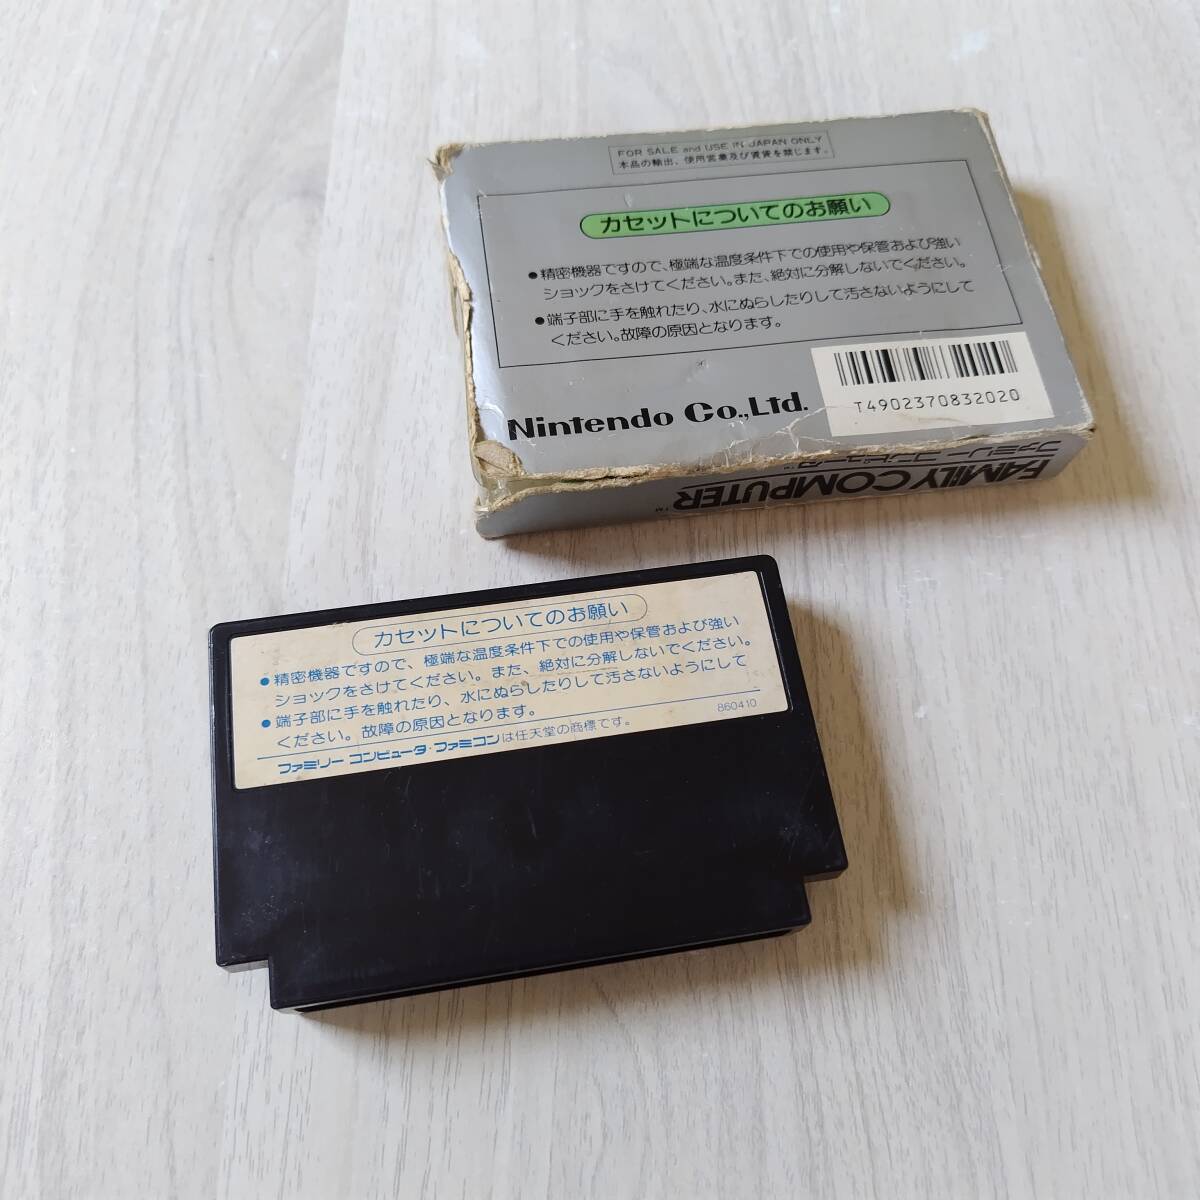 FOR SALE and USE IN JAPAN ONLY
本品の輸出、使用営業及び賃貸を禁じます。
カセットについてのお願い
●精密機器ですので、極端な温度条件下での使用や保管および強い
ショックをさけてください。また、絶対に分解しないでください。
●端子部に手を触れたり、水にぬらしたりして汚さないようにして
ください。故障の原因となります。
Nintendo Co.,Ltd.
T4902370832020
ファミリー コンピュータ™
FAMILY COMPUTER™
カセットについてのお願い
●精密機器ですので、極端な温度条件下での使用や保管および強い
ショックをさけてください。また、絶対に分解しないでください。
●端子部に手を触れたり、水にぬらしたりして汚さないようにして
ください。故障の原因となります。
860410
ファミリー コンピュータ・ファミコンは任天堂の商標です。